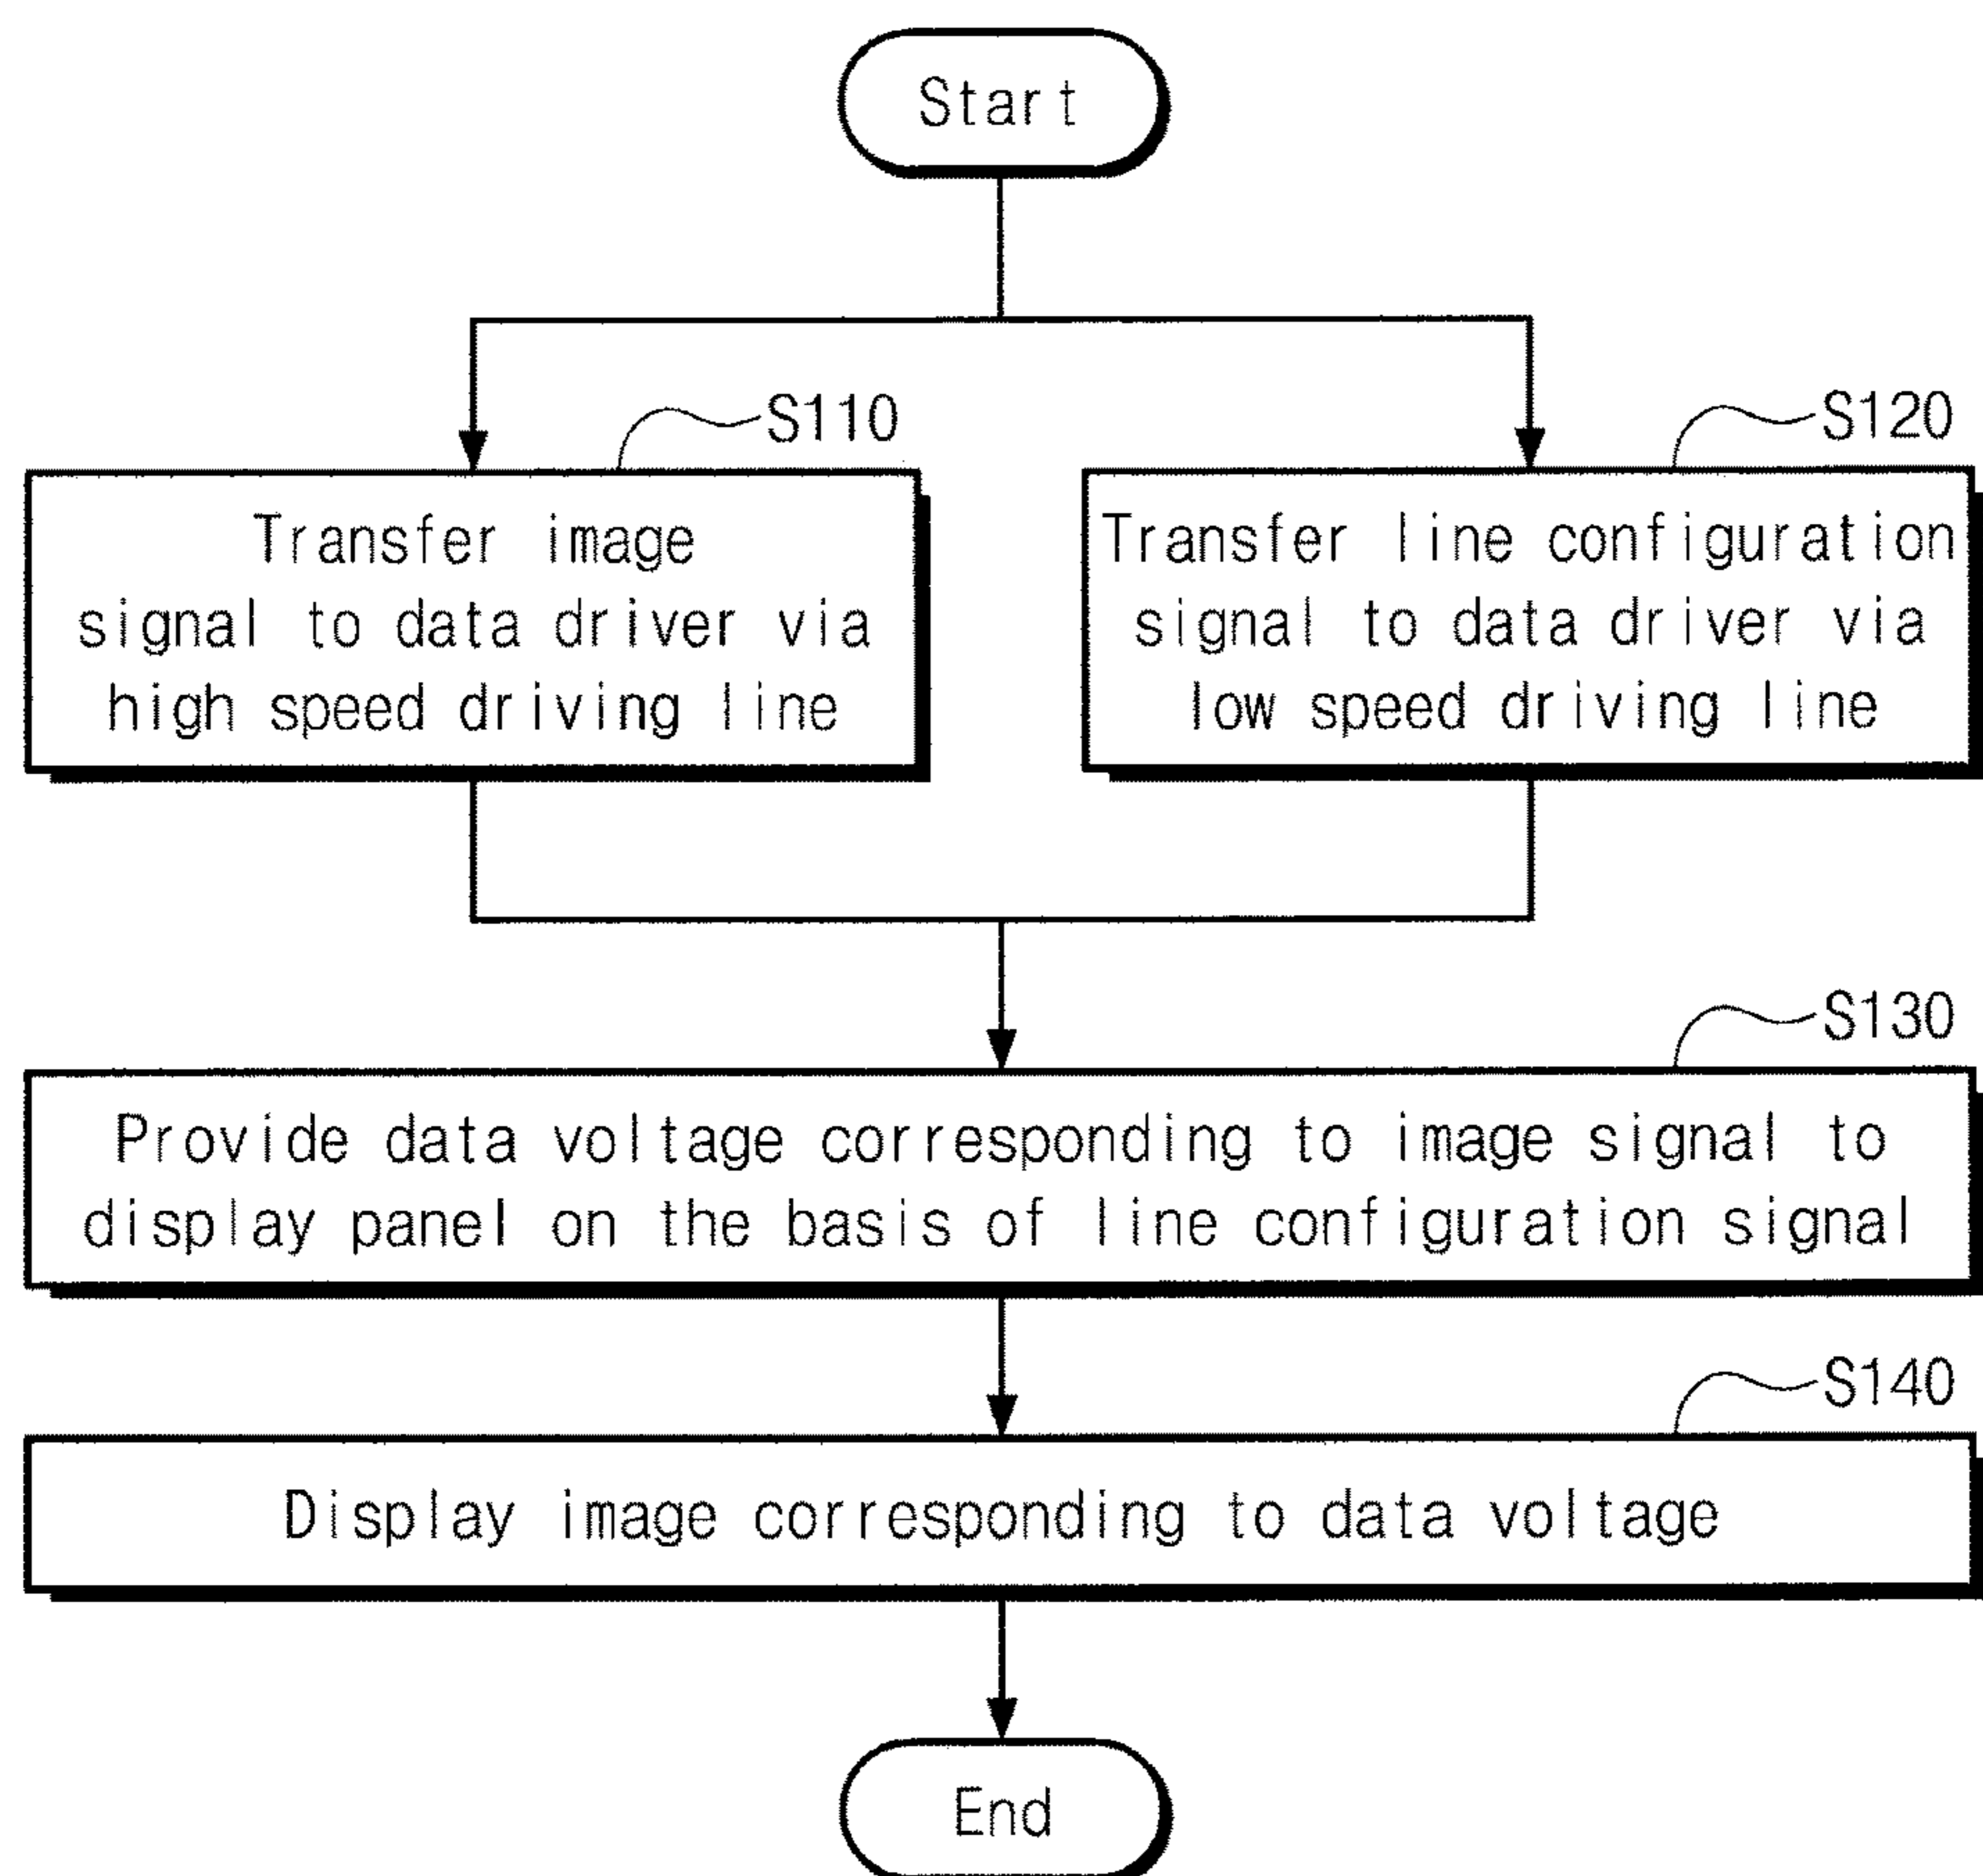 Start
S110
Transfer image
signal to data driver via
high speed driving line
S120
Transfer line configuration
signal to data driver via
low speed driving line
S130
Provide data voltage corresponding to image signal to
display panel on the basis of line configuration signal
S140
Display image corresponding to data voltage
End